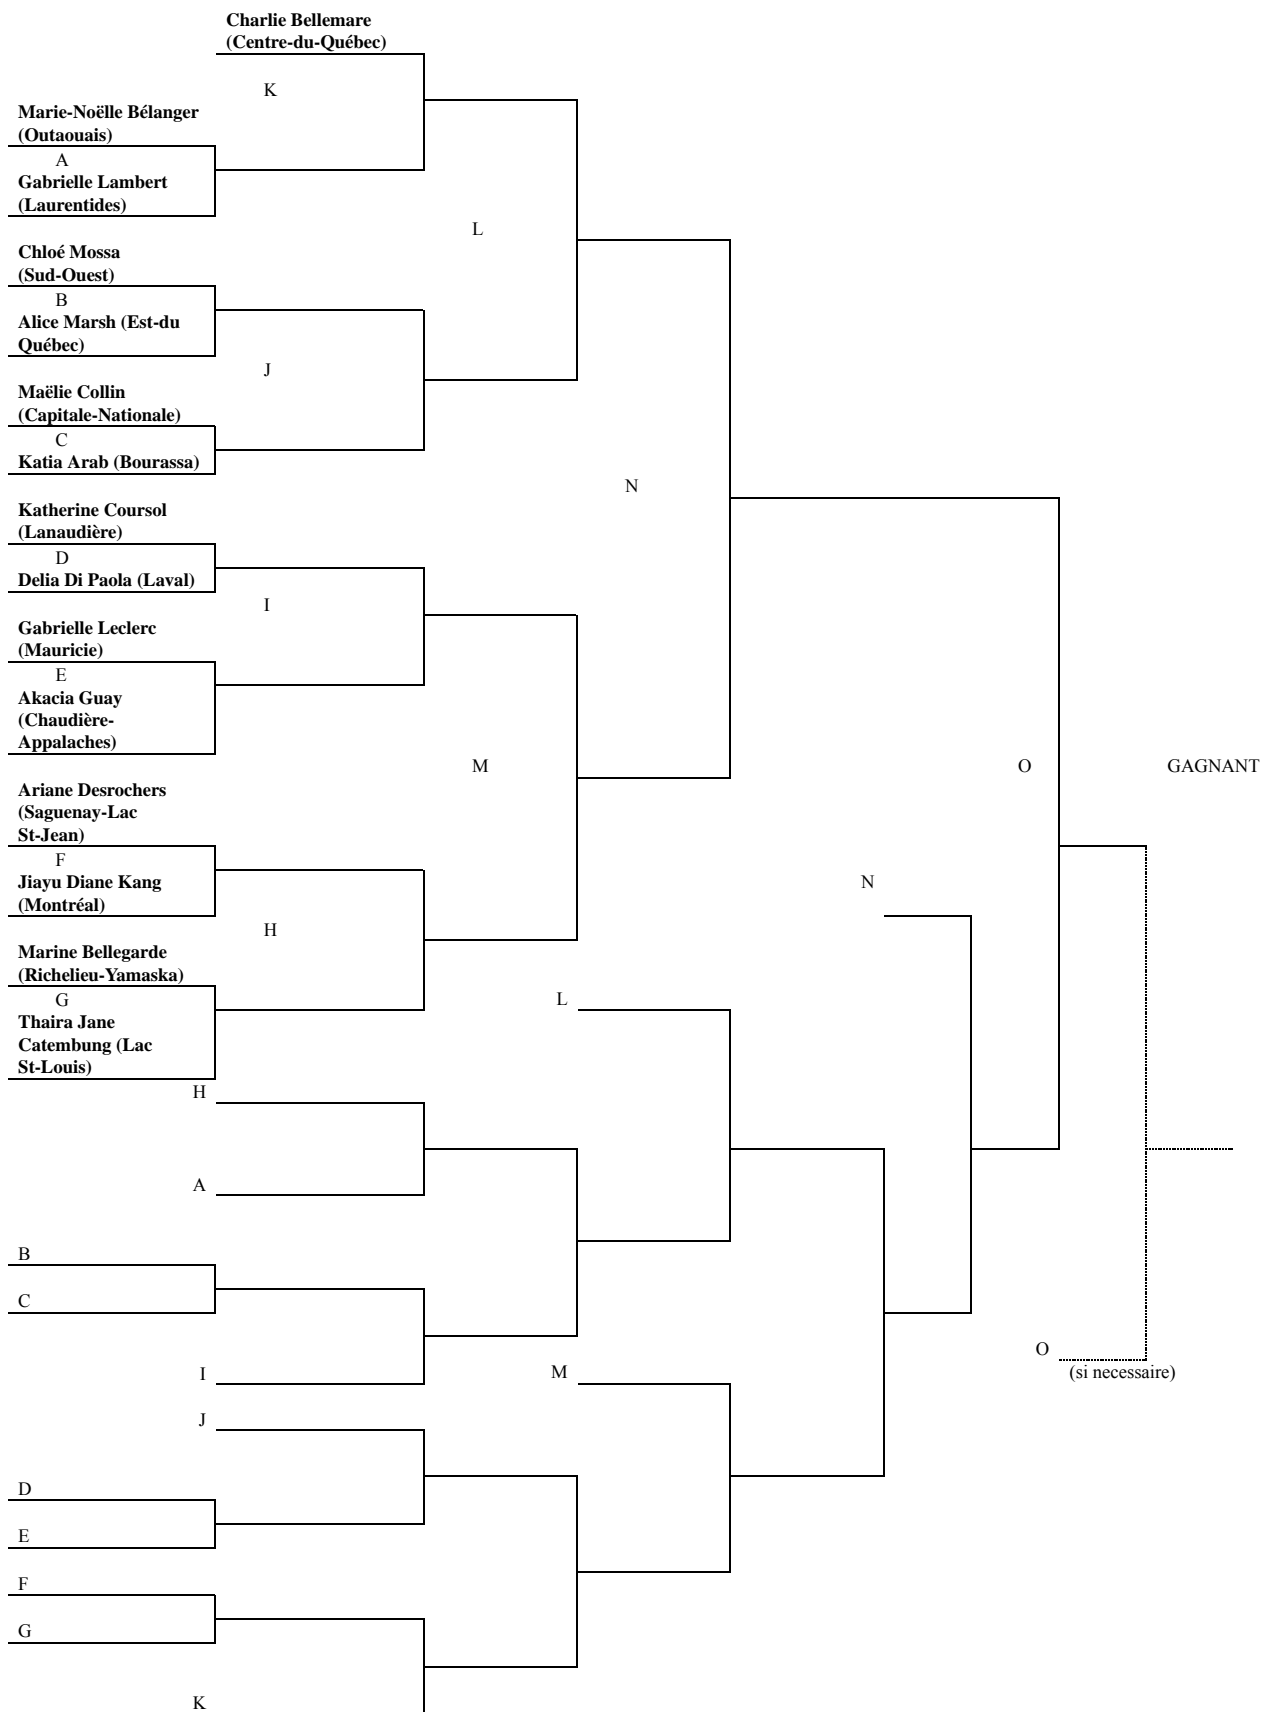 Charlie Bellemare
(Centre-du-Québec)
K
Marie-Noëlle Bélanger
(Outaouais)
A
Gabrielle Lambert
(Laurentides)
L
Chloé Mossa
(Sud-Ouest)
B
Alice Marsh (Est-du
Québec)
J
Maëlie Collin
(Capitale-Nationale)
C
Katia Arab (Bourassa)
N
Katherine Coursol
(Lanaudière)
D
Delia Di Paola (Laval)
I
Gabrielle Leclerc
(Mauricie)
E
Akacia Guay
(Chaudière-
Appalaches)
M
O
GAGNANT
Ariane Desrochers
(Saguenay-Lac
St-Jean)
F
Jiayu Diane Kang
(Montréal)
N
H
Marine Bellegarde
(Richelieu-Yamaska)
G
Thaira Jane
Catembung (Lac
St-Louis)
L
H
A
B
C
O
(si necessaire)
I
M
J
D
E
F
G
K